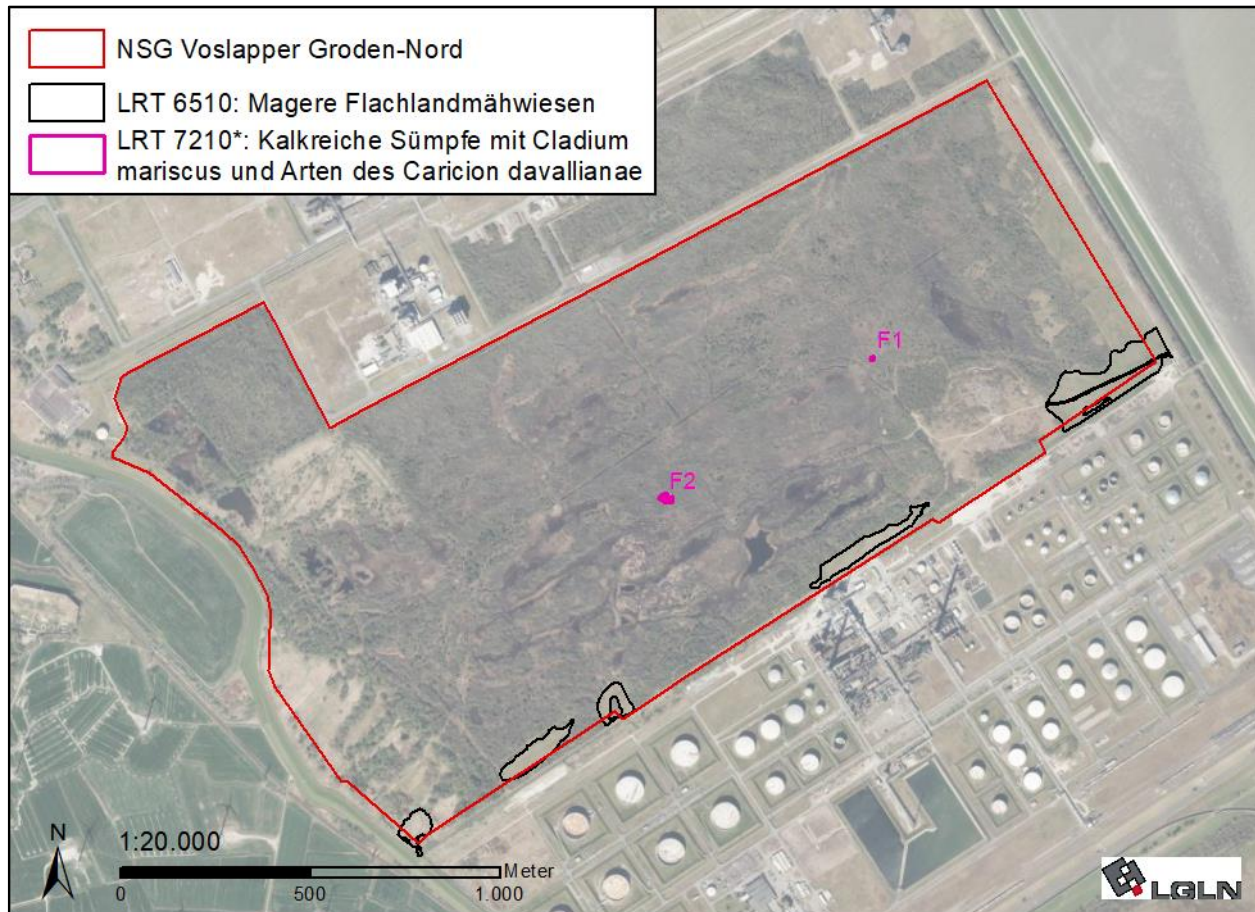 NSG Voslapper Groden-Nord
LRT 6510: Magere Flachlandmähwiesen
LRT 7210*: Kalkreiche Sümpfe mit Cladium
mariscus und Arten des Caricion davallianae
F1
F2
N
1:20.000
Meter
0 500 1.000
LGLN